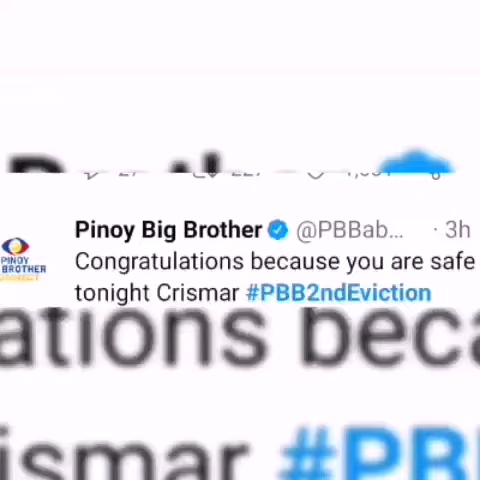 Pinoy Big Brother @PBBab... · 3h
PINOY
BROTHER
Congratulations because you are safe
tonight Crismar #PBB2ndEviction
ations beca
ismar #PB